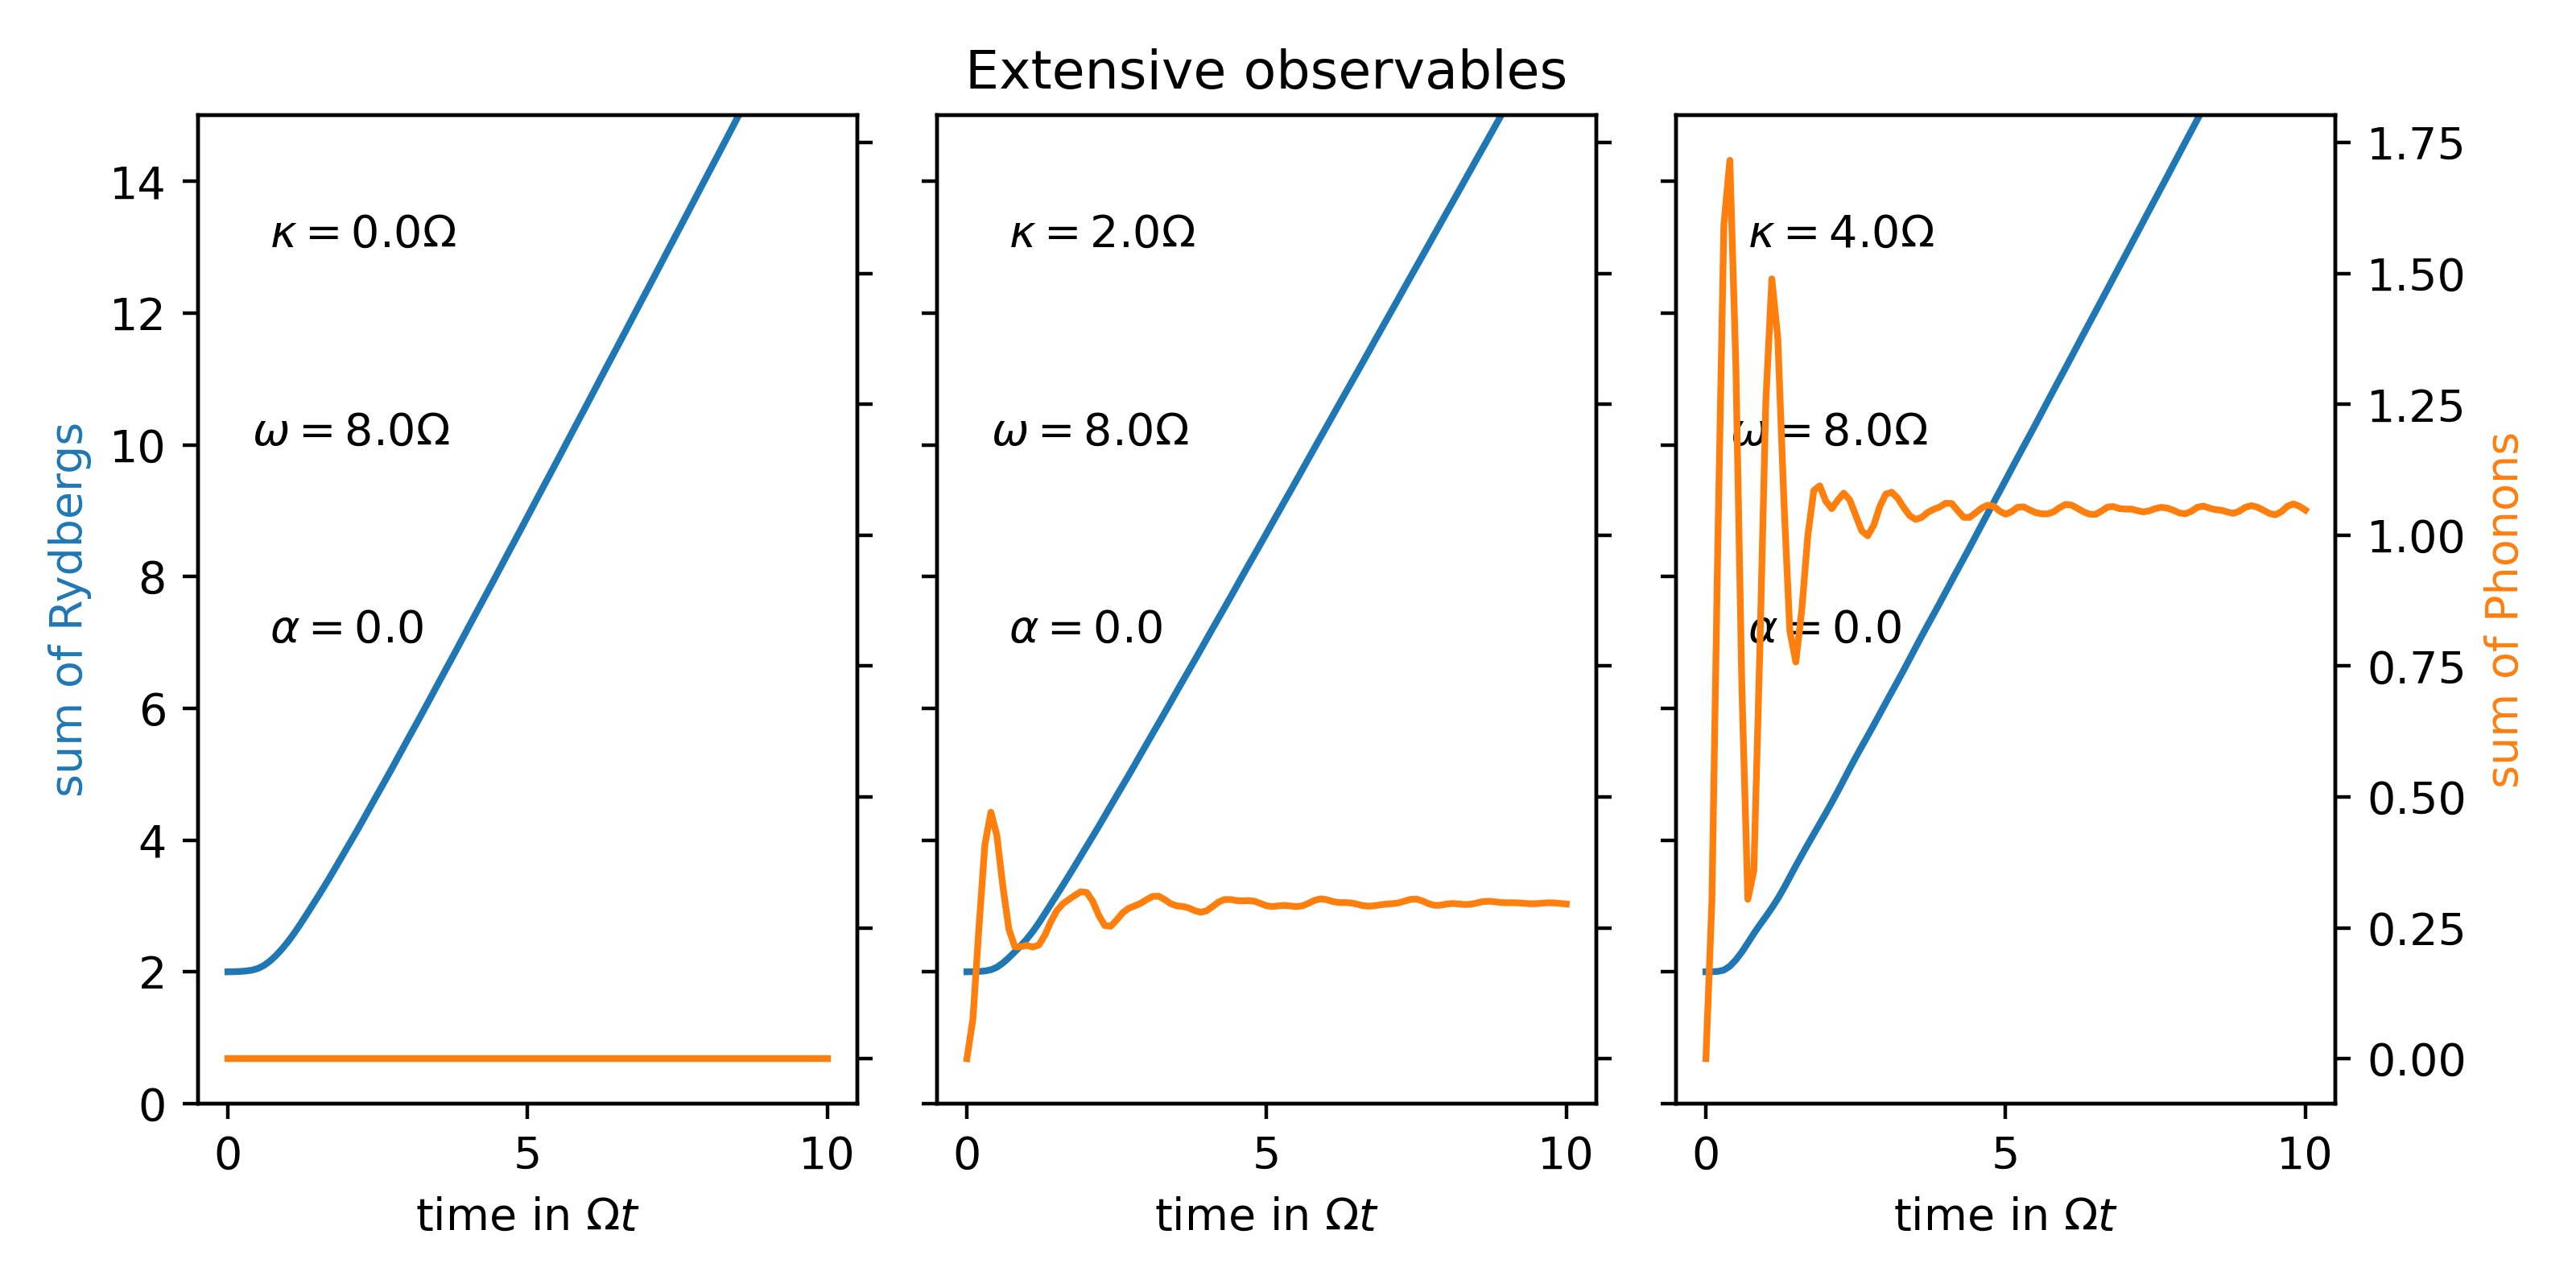 Extensive observables
sum of Rydbergs
14
12
10
8
6
4
2
0
κ = 0.0Ω
ω = 8.0Ω
α = 0.0
0 5 10
time in Ωt
κ = 2.0Ω
ω = 8.0Ω
α = 0.0
0 5 10
time in Ωt
κ = 4.0Ω
ω = 8.0Ω
α = 0.0
0 5 10
time in Ωt
1.75
1.50
1.25
1.00
0.75
0.50
0.25
0.00
sum of Phonons